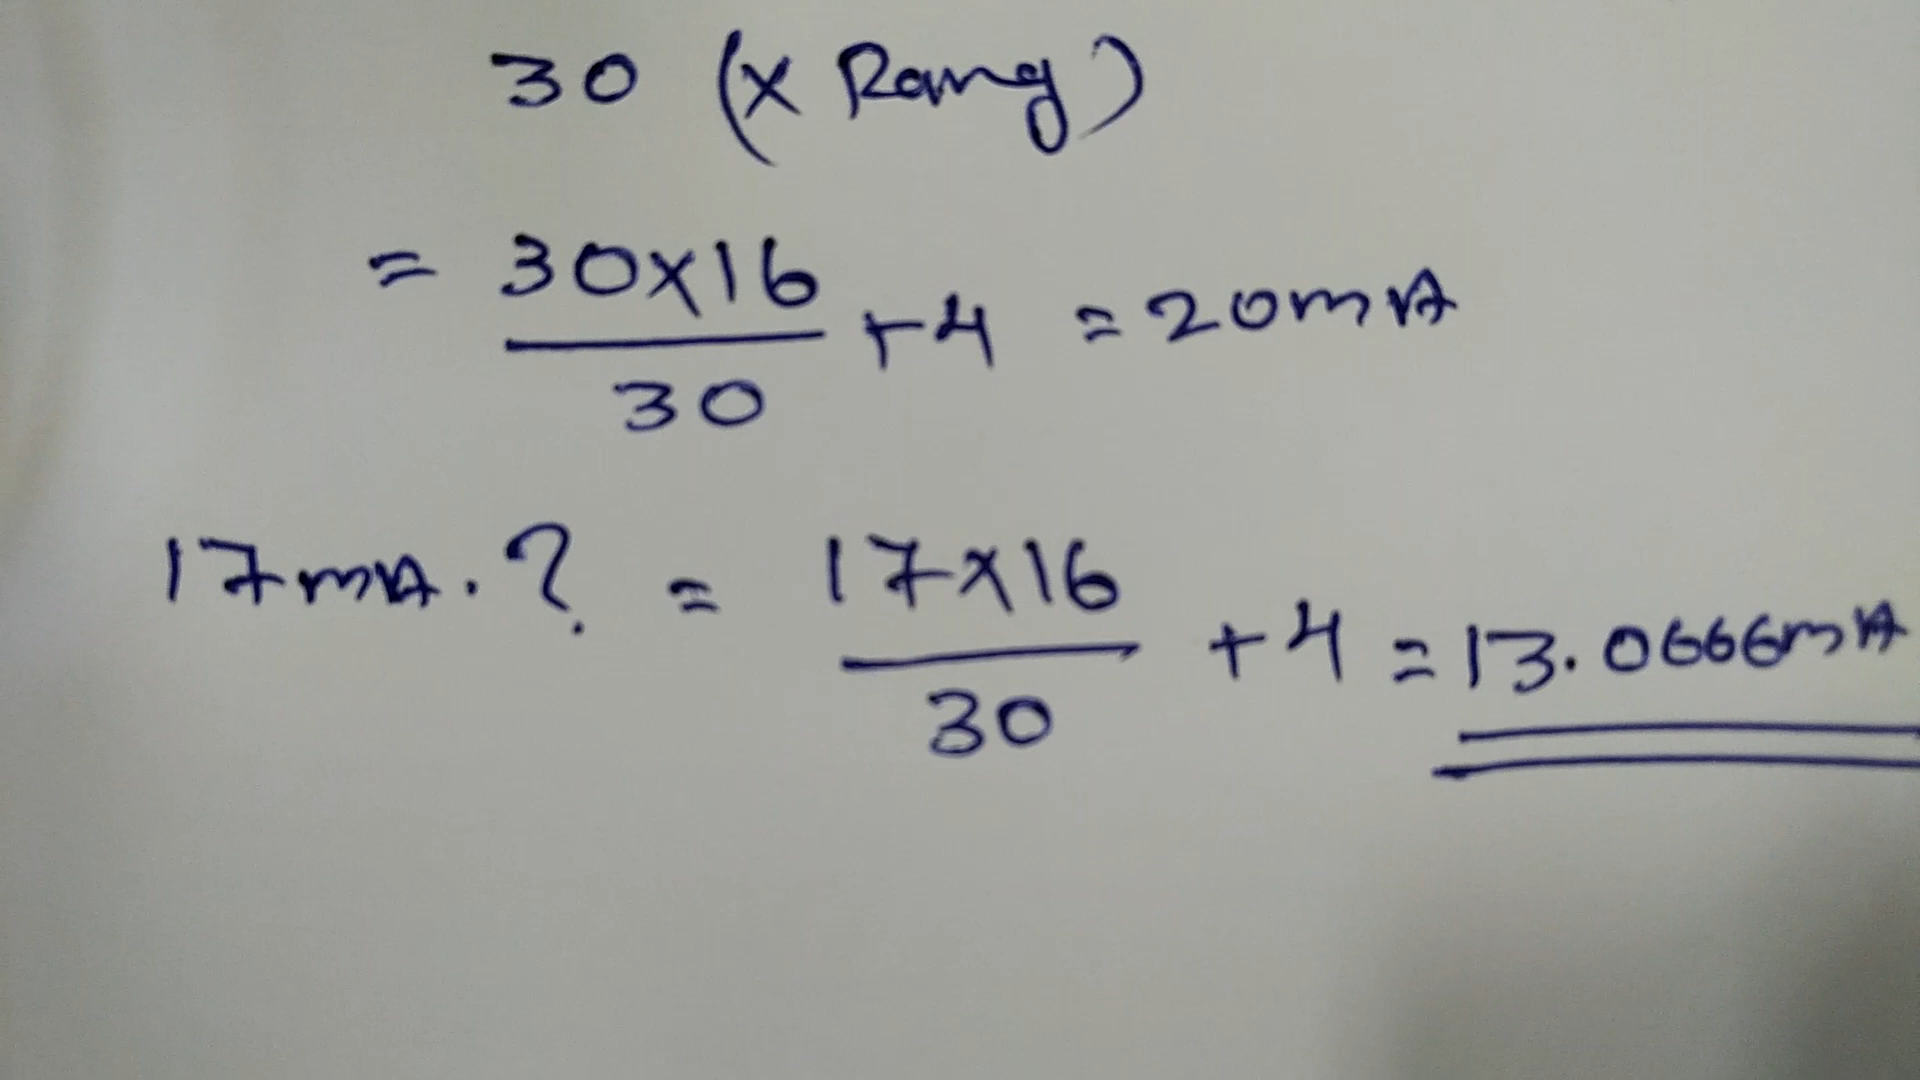 30 (x Rang)
= 30x16/30 +4 = 20mA
17mA.? = 17x16/30 +4 = 13.0666mA